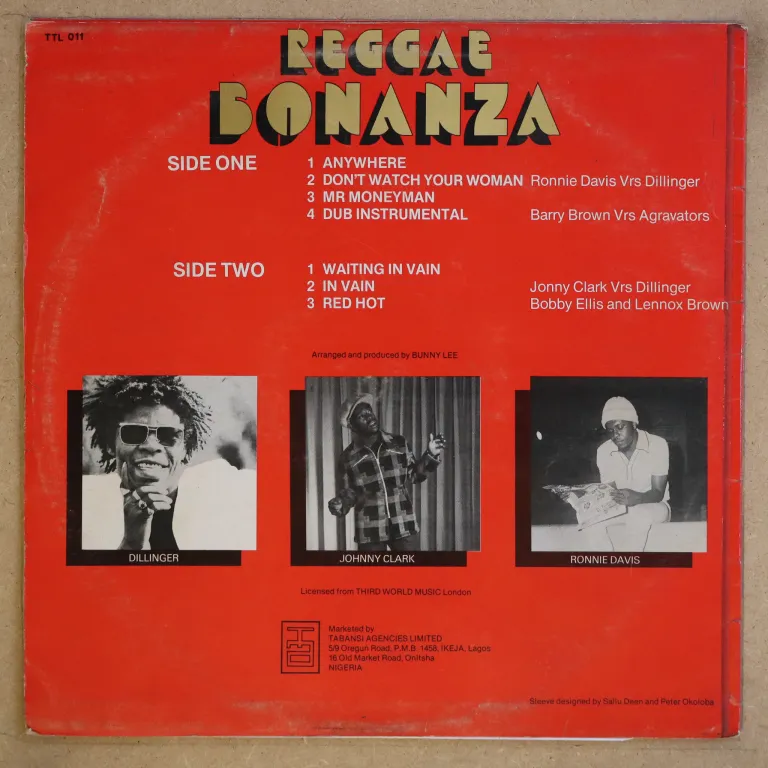 TTL 011
REGGAE
BONANZA
SIDE ONE
1 ANYWHERE
2 DON'T WATCH YOUR WOMAN Ronnie Davis Vrs Dillinger
3 MR MONEYMAN
4 DUB INSTRUMENTAL Barry Brown Vrs Agravators
SIDE TWO
1 WAITING IN VAIN
2 IN VAIN Jonny Clark Vrs Dillinger
3 RED HOT Bobby Ellis and Lennox Brown
Arranged and produced by BUNNY LEE
DILLINGER
JOHNNY CLARK
RONNIE DAVIS
Licensed from THIRD WORLD MUSIC London
Marketed by
TABANSI AGENCIES LIMITED
5/9 Oregun Road, P.M.B. 1458, IKEJA, Lagos
16 Old Market Road, Onitsha
NIGERIA
Sleeve designed by Sallu Deen and Peter Okoroba